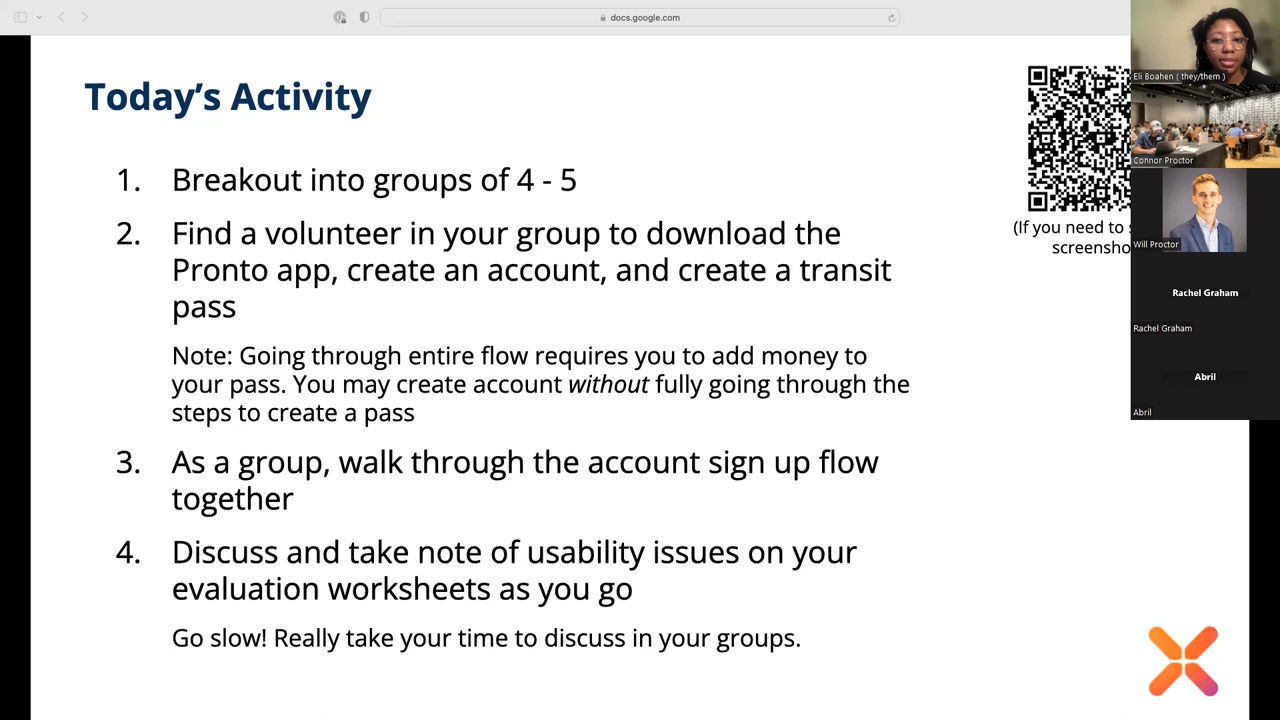 docs.google.com
Today's Activity
1. Breakout into groups of 4 - 5
2. Find a volunteer in your group to download the
Pronto app, create an account, and create a transit
pass
Note: Going through entire flow requires you to add money to
your pass. You may create account without fully going through the
steps to create a pass
3. As a group, walk through the account sign up flow
together
4. Discuss and take note of usability issues on your
evaluation worksheets as you go
Go slow! Really take your time to discuss in your groups.
(If you need to
screensho
Eli Boahen ( they/them )
Connor Proctor
Will Proctor
Rachel Graham
Rachel Graham
Abril
Abril